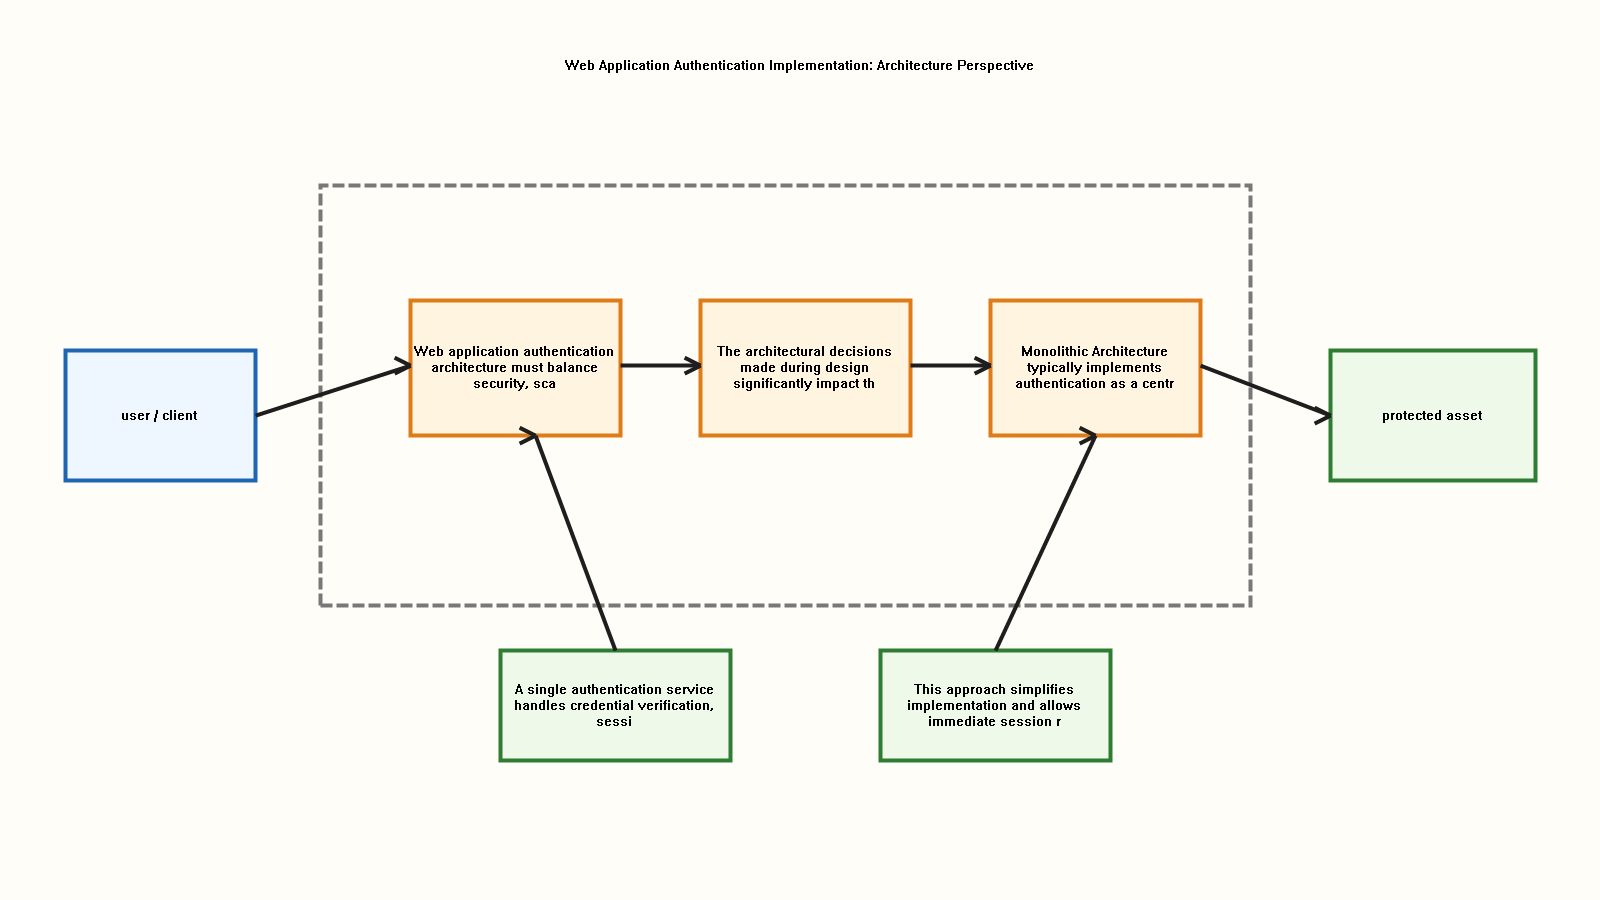 Web Application Authentication Implementation: Architecture Perspective
user / client
Web application authentication
architecture must balance
security, sca
The architectural decisions
made during design
significantly impact th
Monolithic Architecture
typically implements
authentication as a centr
protected asset
A single authentication service
handles credential verification,
sessi
This approach simplifies
implementation and allows
immediate session r